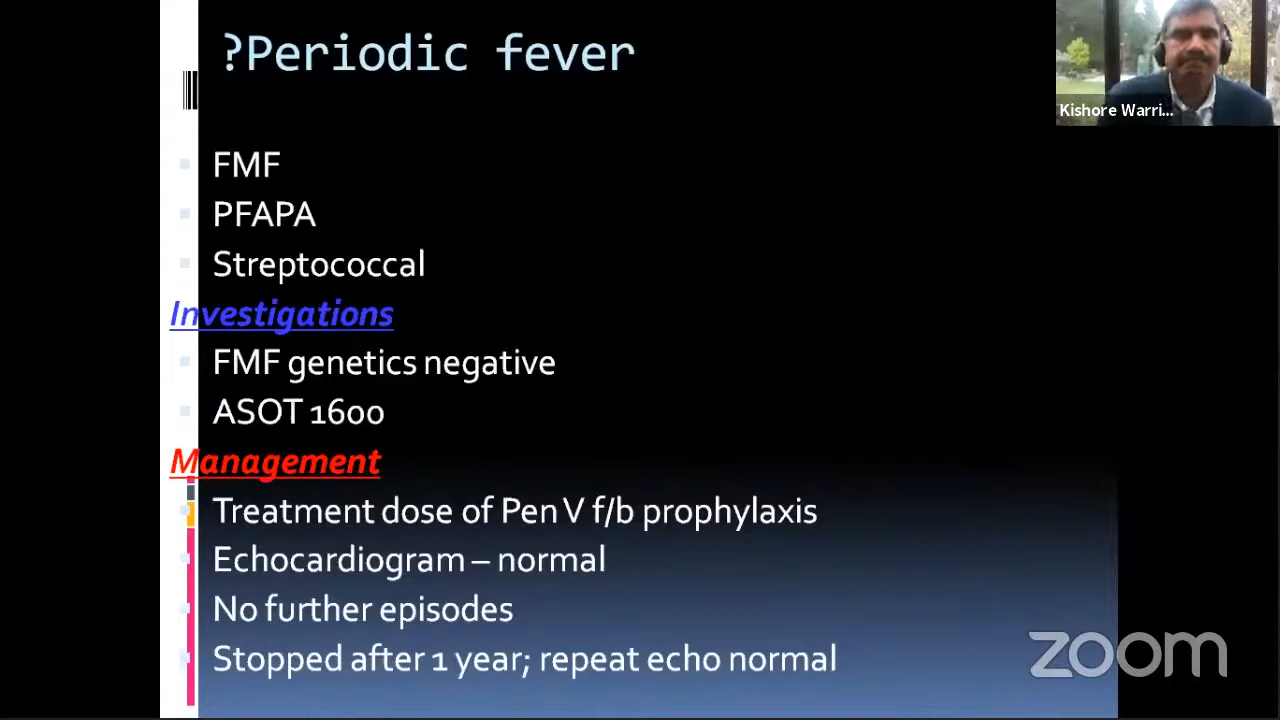 ?Periodic fever
Kishore Warri...
FMF
PFAPA
Streptococcal
Investigations
FMF genetics negative
ASOT 1600
Management
Treatment dose of Pen V f/b prophylaxis
Echocardiogram – normal
No further episodes
Stopped after 1 year; repeat echo normal
zoom